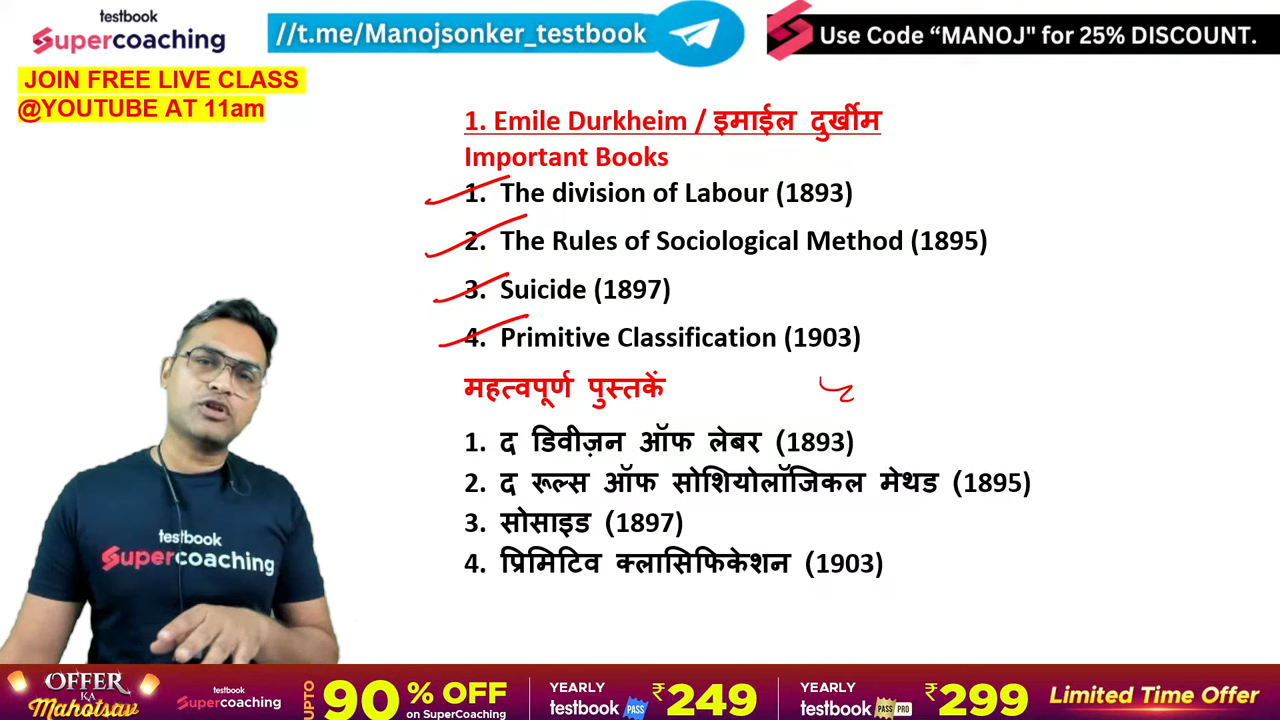 testbook
Supercoaching
//t.me/Manojsonker_testbook
Use Code “MANOJ" for 25% DISCOUNT.
JOIN FREE LIVE CLASS
@YOUTUBE AT 11am
1. Emile Durkheim / इमाईल दुर्खीम
Important Books
1. The division of Labour (1893)
2. The Rules of Sociological Method (1895)
3. Suicide (1897)
4. Primitive Classification (1903)
महत्वपूर्ण पुस्तकें
1. द डिवीज़न ऑफ लेबर (1893)
2. द रूल्स ऑफ सोशियोलॉजिकल मेथड (1895)
3. सोसाइड (1897)
4. प्रिमिटिव क्लासिफिकेशन (1903)
testbook
Supercoaching
OFFER
KA
Mahotsav
testbook
Supercoaching
UPTO
90% OFF
on SuperCoaching
YEARLY
testbook PASS
₹249
YEARLY
testbook PASS PRO
₹299
Limited Time Offer